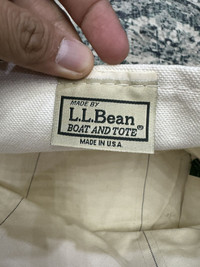 MADE BY
L.L.Bean
BOAT AND TOTE®
MADE IN U.S.A.